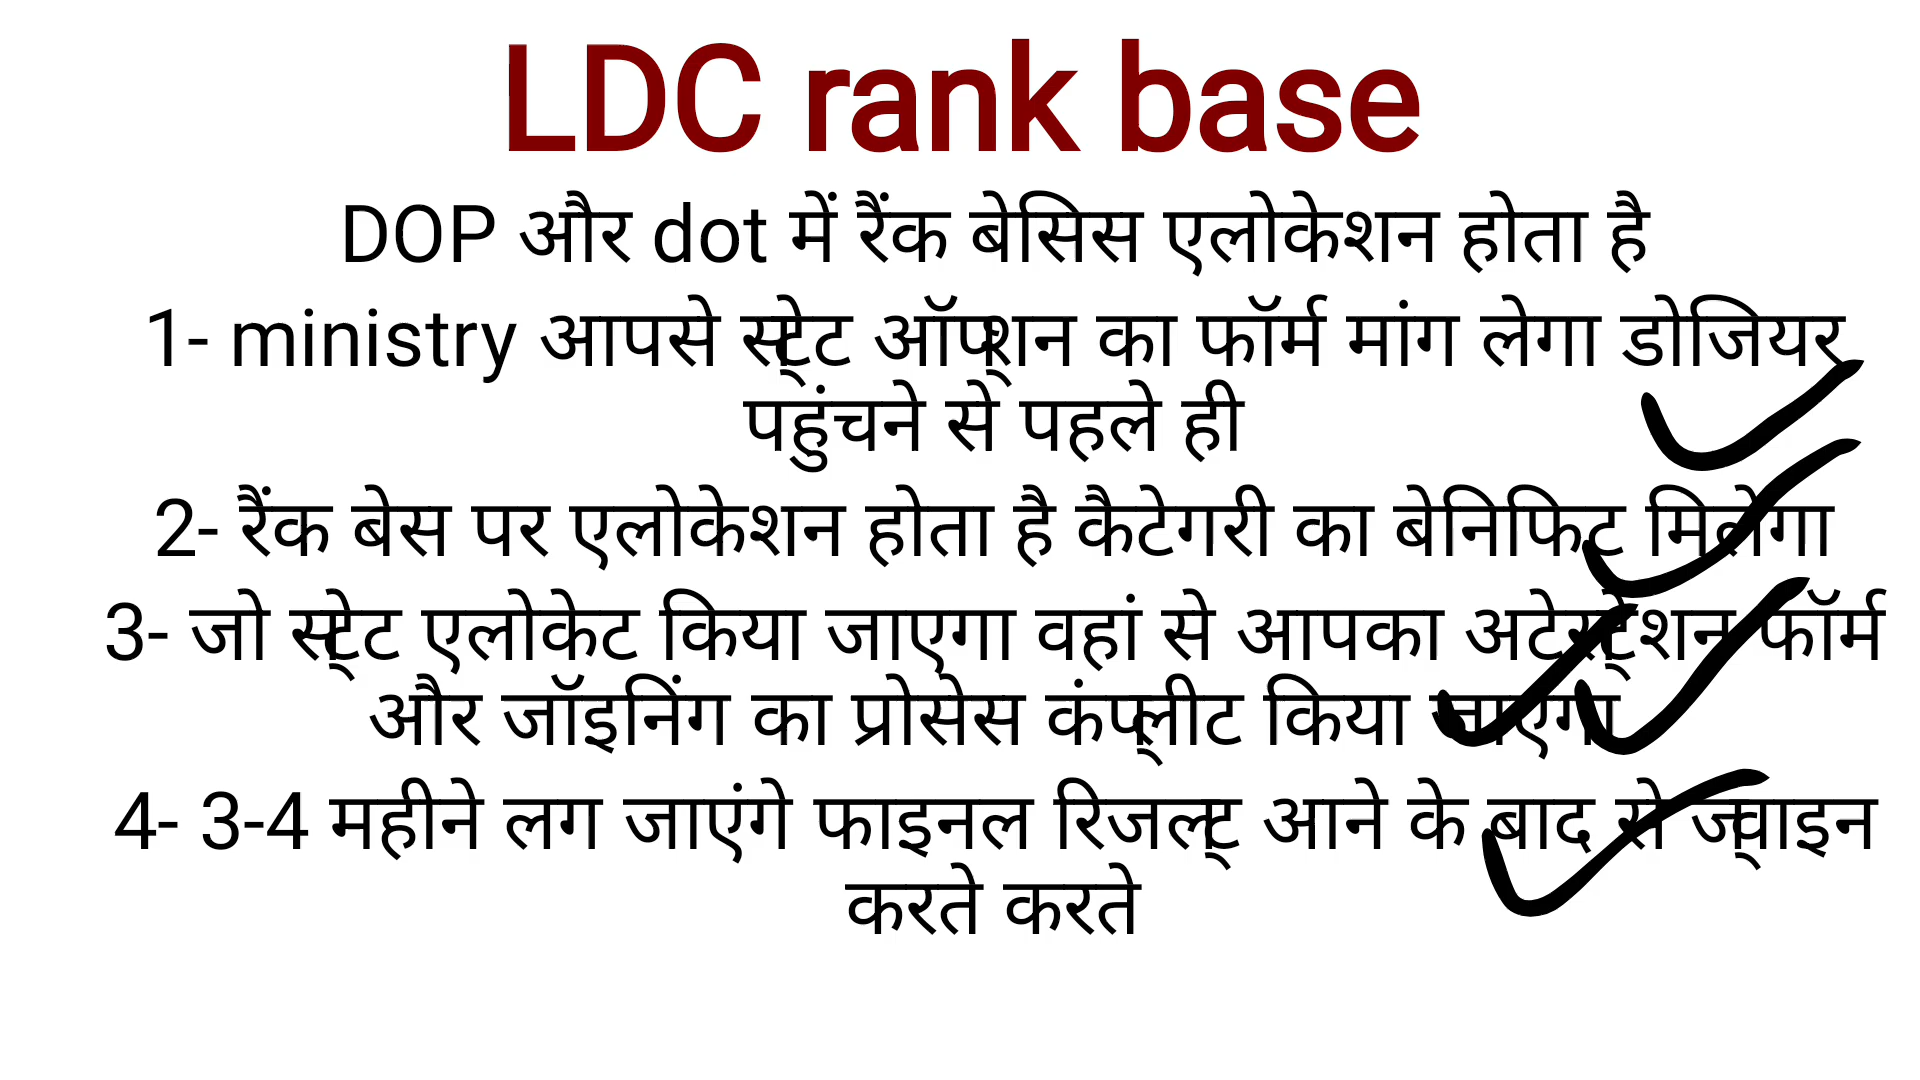 LDC rank base
DOP और dot में रैंक बेसिस एलोकेशन होता है
1- ministry आपसे स्टेट ऑप्शन का फॉर्म मांग लेगा डोजियर
पहुंचने से पहले ही
2- रैंक बेस पर एलोकेशन होता है कैटेगरी का बेनिफिट मिलेगा
3- जो स्टेट एलोकेट किया जाएगा वहां से आपका अटेस्टेशन फॉर्म
और जॉइनिंग का प्रोसेस कंप्लीट किया जाएगा
4- 3-4 महीने लग जाएंगे फाइनल रिजल्ट आने के बाद से ज्वाइन
करते करते